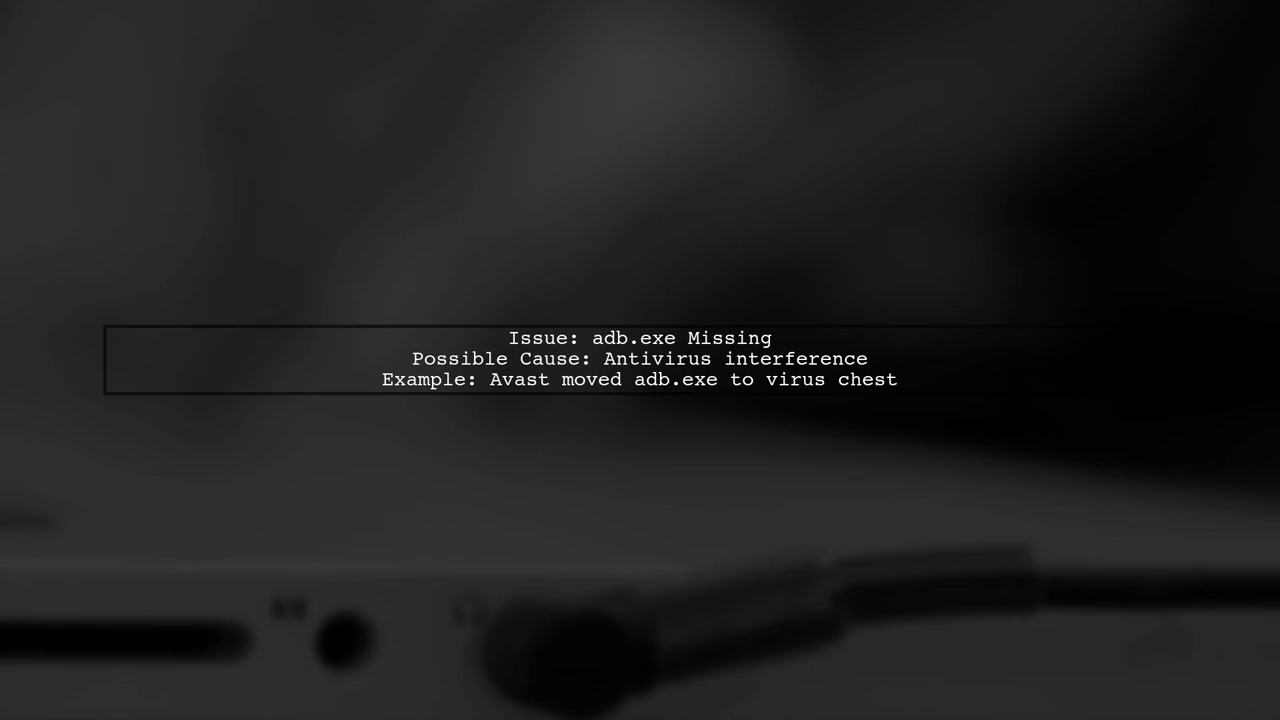 Issue: adb.exe Missing
Possible Cause: Antivirus interference
Example: Avast moved adb.exe to virus chest